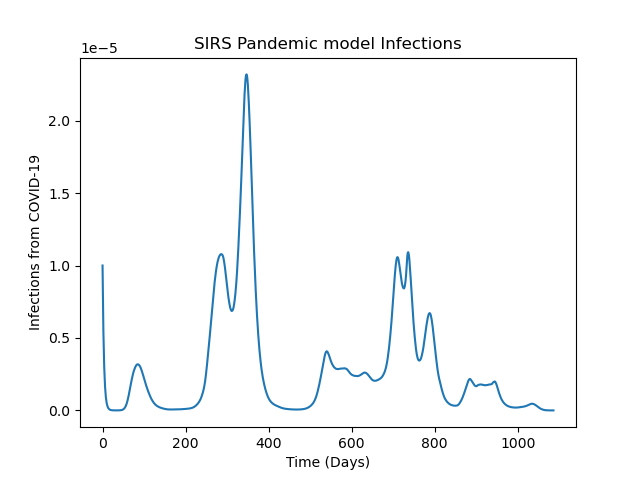 SIRS Pandemic model Infections
1e−5
Infections from COVID-19
2.0
1.5
1.0
0.5
0.0
0 200 400 600 800 1000
Time (Days)